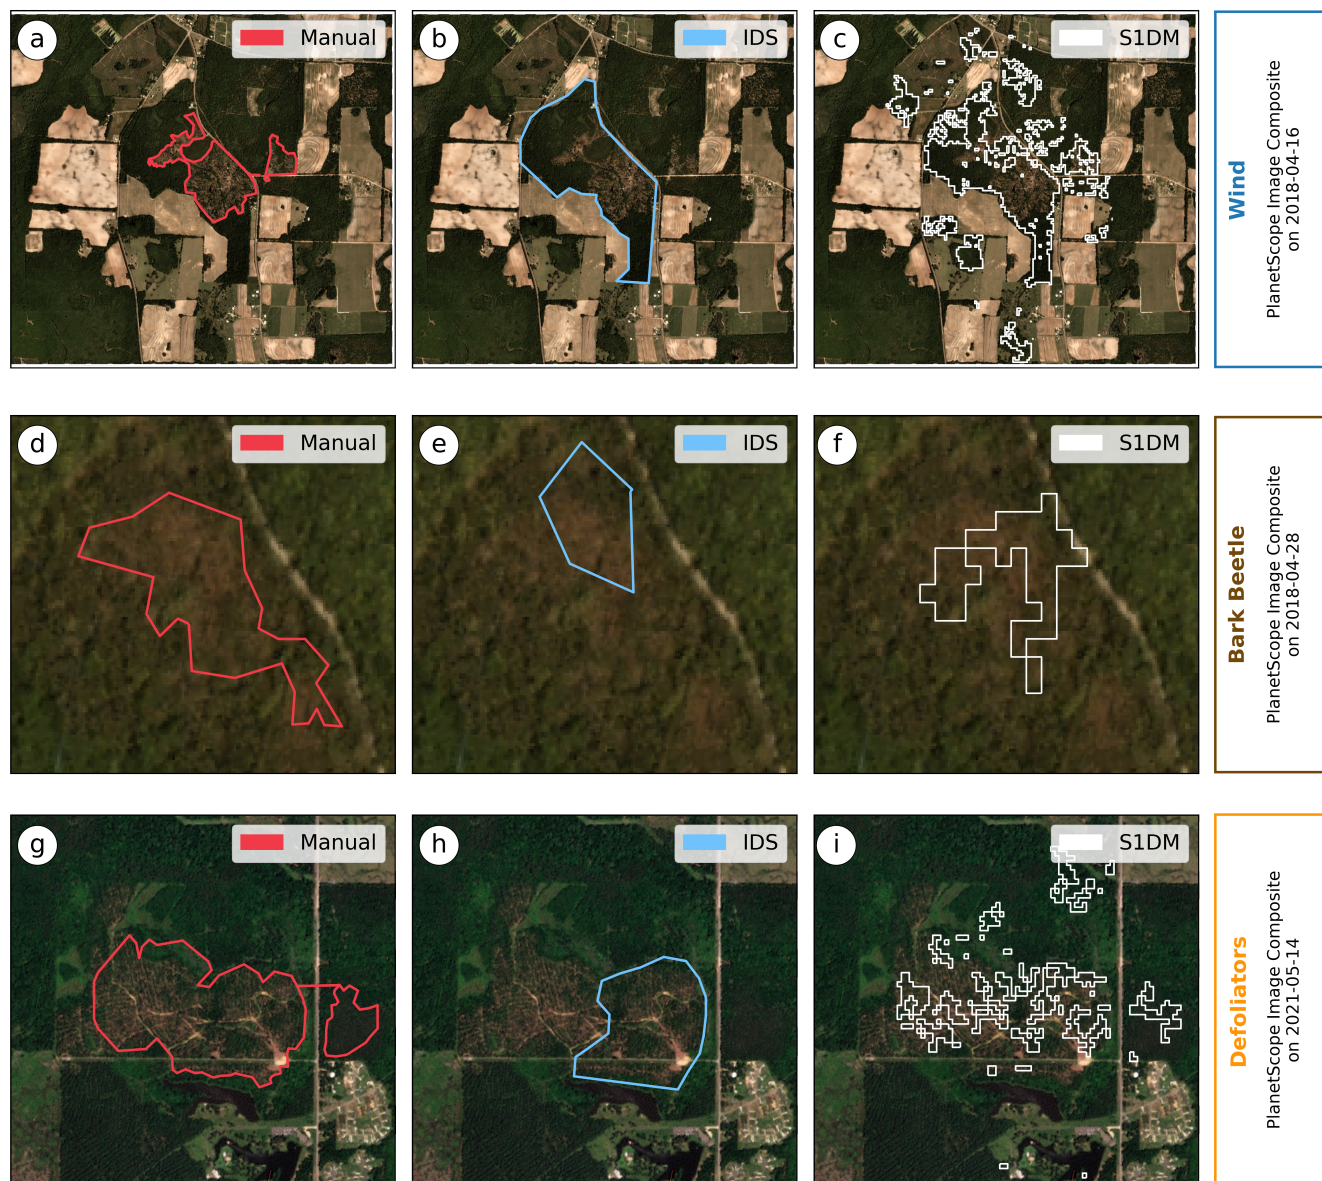 a
Manual
b
IDS
c
S1DM
Wind
PlanetScope Image Composite
on 2018-04-16
d
Manual
e
IDS
f
S1DM
Bark Beetle
PlanetScope Image Composite
on 2018-04-28
g
Manual
h
IDS
i
S1DM
Defoliators
PlanetScope Image Composite
on 2021-05-14